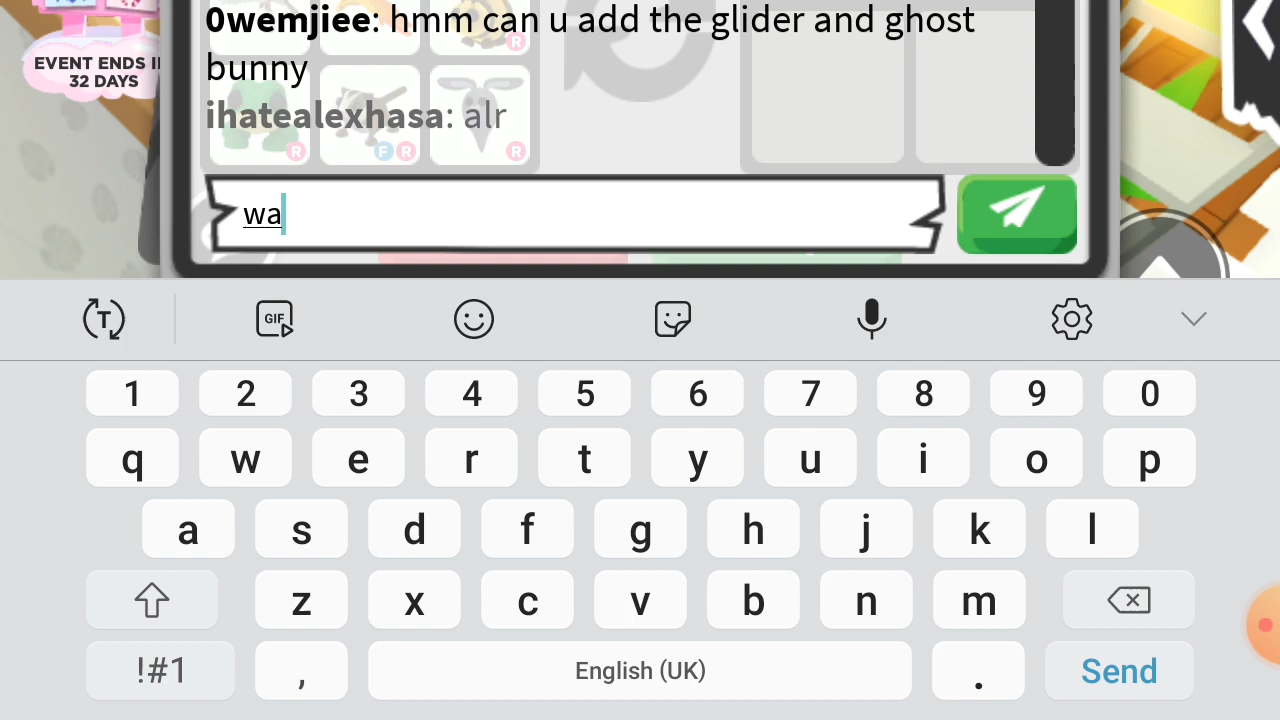 EVENT ENDS I
32 DAYS
0wemjiee: hmm can u add the glider and ghost
bunny
ihatealexhasa: alr
R
R
F R
R
wa
T
GIF
1 2 3 4 5 6 7 8 9 0
q w e r t y u i o p
a s d f g h j k l
z x c v b n m
!#1 , English (UK) . Send